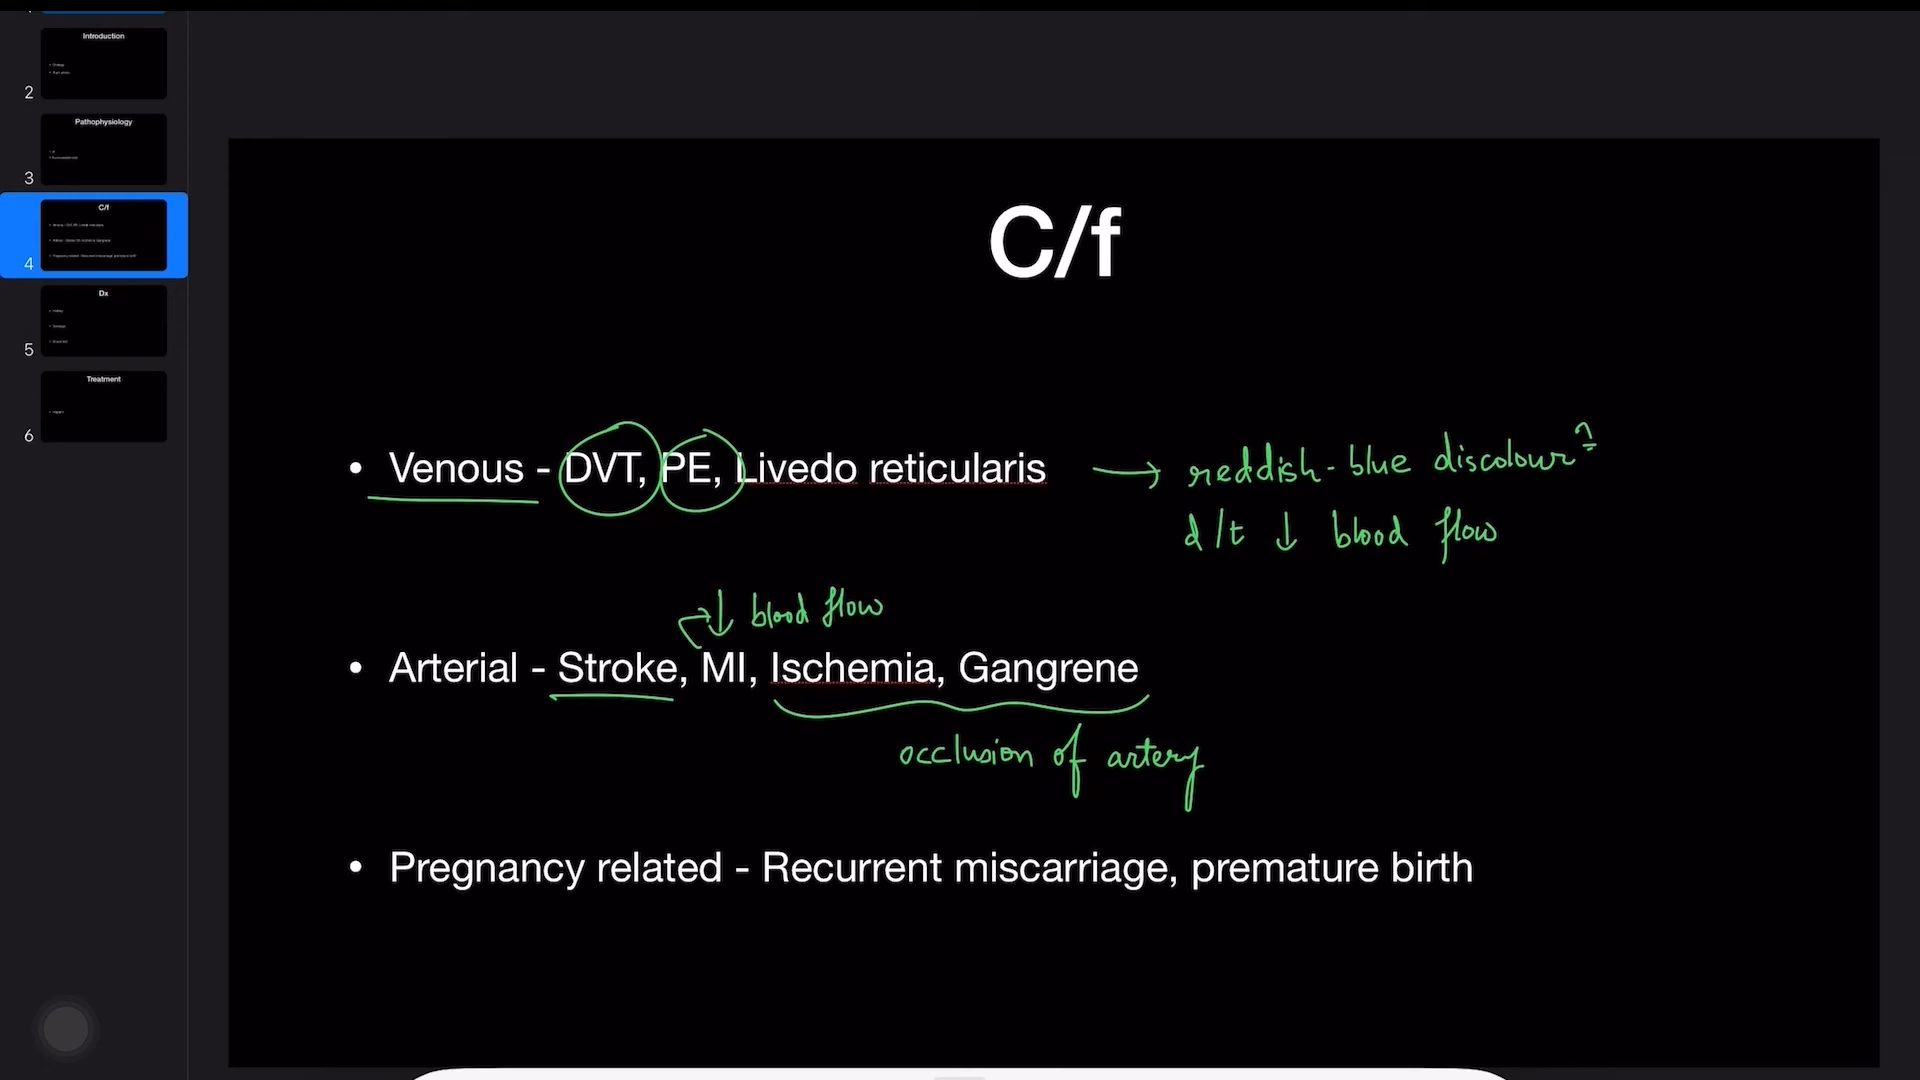 Introduction
2
Pathophysiology
3
C/f
4
Dx
5
Treatment
6
C/f
• Venous - DVT, PE, Livedo reticularis → reddish-blue discolourn
d/t ↓ blood flow
↓ blood flow
• Arterial - Stroke, MI, Ischemia, Gangrene
occlusion of artery
• Pregnancy related - Recurrent miscarriage, premature birth